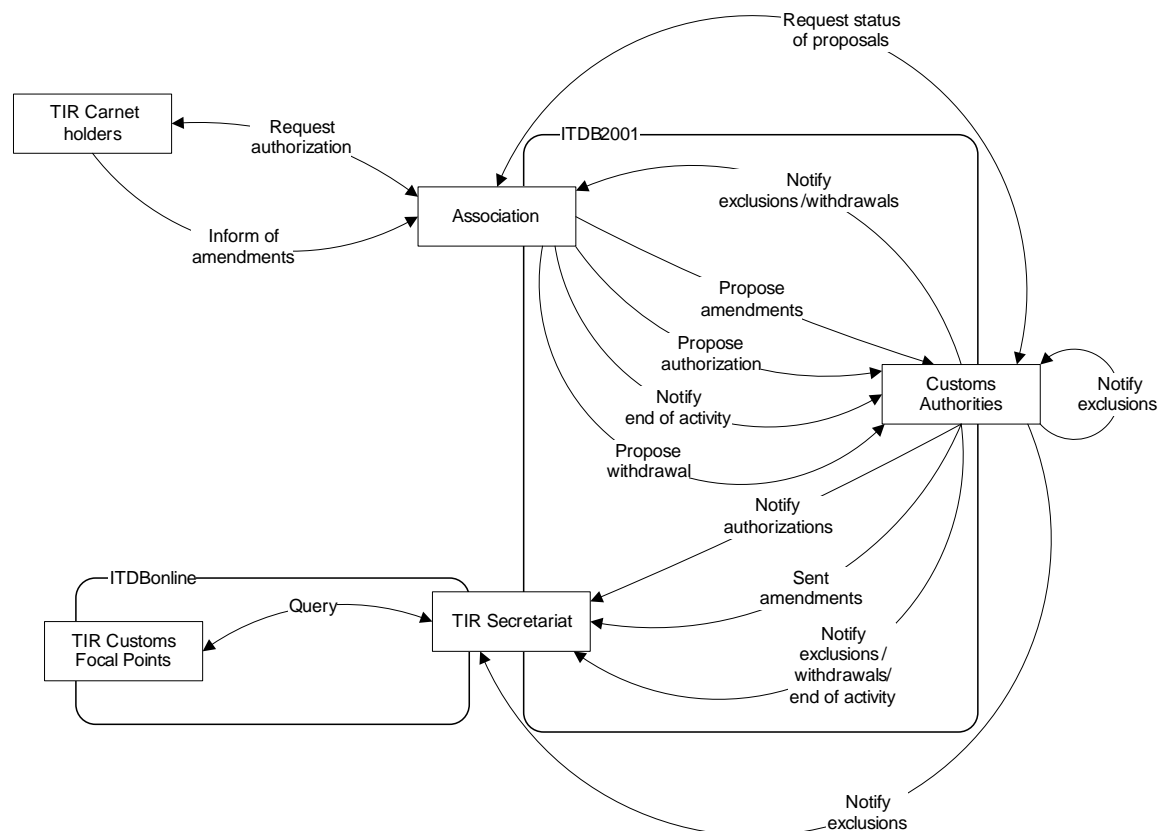 Request status
of proposals
TIR Carnet
holders
Request
authorization
ITDB2001
Notify
exclusions/withdrawals
Association
Inform of
amendments
Propose
amendments
Propose
authorization
Customs
Authorities
Notify
exclusions
Notify
end of activity
Propose
withdrawal
Notify
authorizations
ITDBonline
Sent
amendments
Query
TIR Secretariat
TIR Customs
Focal Points
Notify
exclusions/
withdrawals/
end of activity
Notify
exclusions